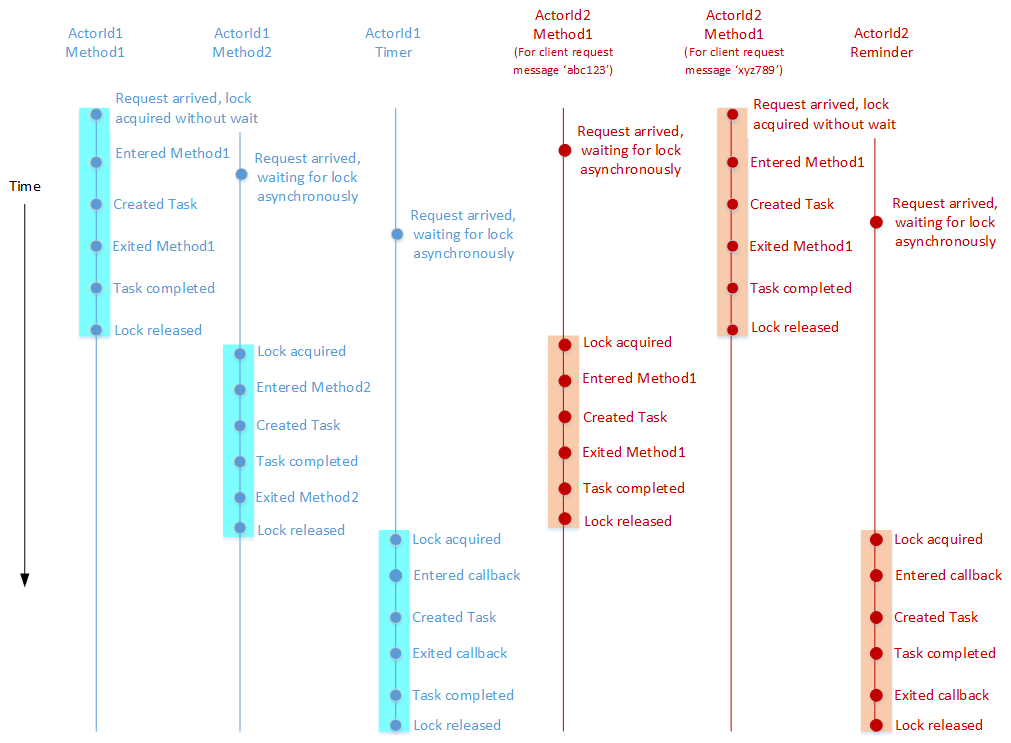 ActorId1
Method1
ActorId1
Method2
ActorId1
Timer
ActorId2
Method1
(For client request
message ‘abc123’)
ActorId2
Method1
(For client request
message ‘xyz789’)
ActorId2
Reminder
Time
Request arrived, lock
acquired without wait
Entered Method1
Created Task
Exited Method1
Task completed
Lock released
Request arrived,
waiting for lock
asynchronously
Lock acquired
Entered Method2
Created Task
Task completed
Exited Method2
Lock released
Request arrived,
waiting for lock
asynchronously
Lock acquired
Entered callback
Created Task
Exited callback
Task completed
Lock released
Request arrived,
waiting for lock
asynchronously
Lock acquired
Entered Method1
Created Task
Exited Method1
Task completed
Lock released
Request arrived, lock
acquired without wait
Entered Method1
Created Task
Exited Method1
Task completed
Lock released
Request arrived,
waiting for lock
asynchronously
Lock acquired
Entered callback
Created Task
Task completed
Exited callback
Lock released